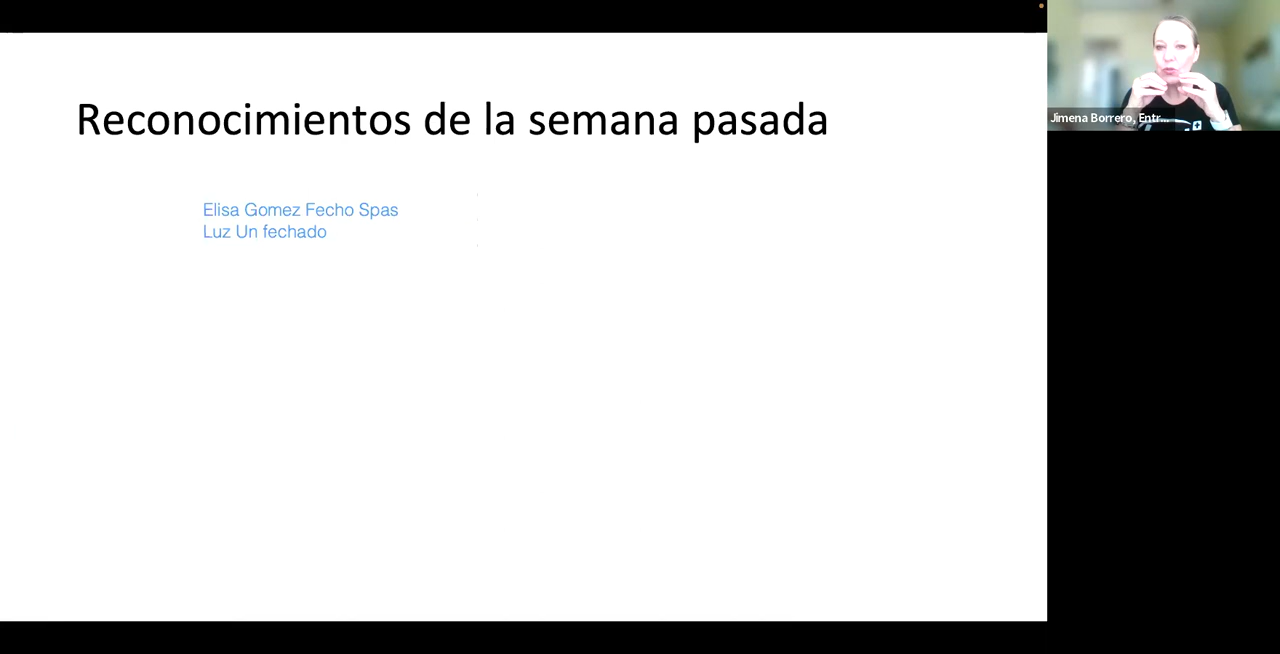 Reconocimientos de la semana pasada
Elisa Gomez Fecho Spas
Luz Un fechado
Jimena Borrero, Entr...